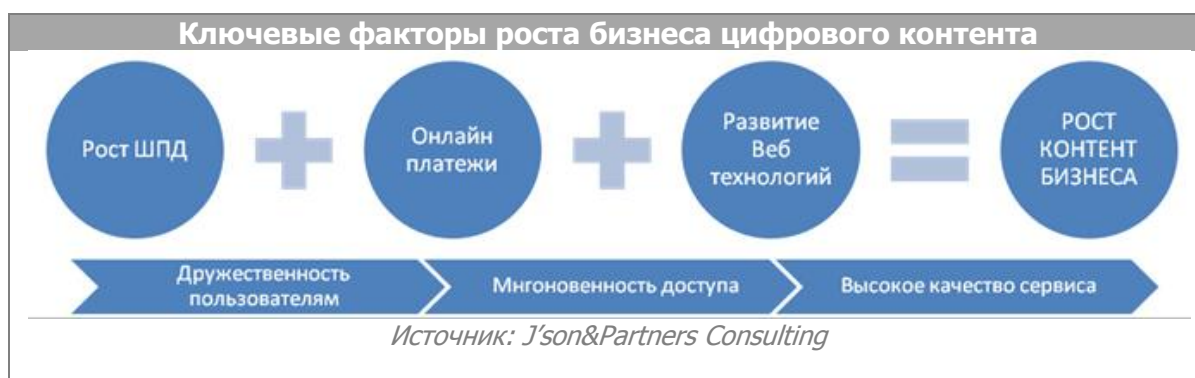 Ключевые факторы роста бизнеса цифрового контента
Рост ШПД
Онлайн
платежи
Развитие
Веб
технологий
РОСТ
КОНТЕНТ
БИЗНЕСА
Дружественность
пользователям
Мнгоновенность доступа
Высокое качество сервиса
Источник: J’son&Partners Consulting